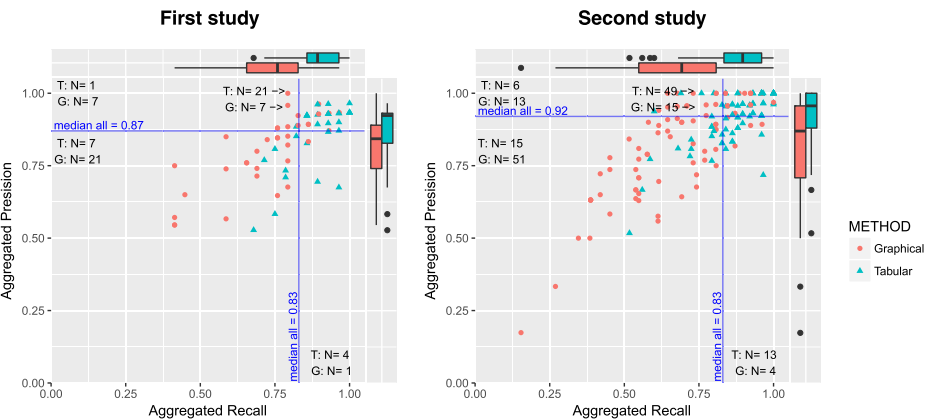 First study
T: N= 1
G: N= 7
T: N= 21 ->
G: N= 7 ->
median all = 0.87
T: N= 7
G: N= 21
median all = 0.83
T: N= 4
G: N= 1
1.00
0.75
0.50
0.25
0.00
0.00
0.25
0.50
0.75
1.00
Aggregated Presision
Aggregated Recall
Second study
T: N= 6
G: N= 13
T: N= 49 ->
G: N= 15 ->
median all = 0.92
T: N= 15
G: N= 51
median all = 0.83
T: N= 13
G: N= 4
1.00
0.75
0.50
0.25
0.00
0.00
0.25
0.50
0.75
1.00
Aggregated Presision
Aggregated Recall
METHOD
Graphical
Tabular